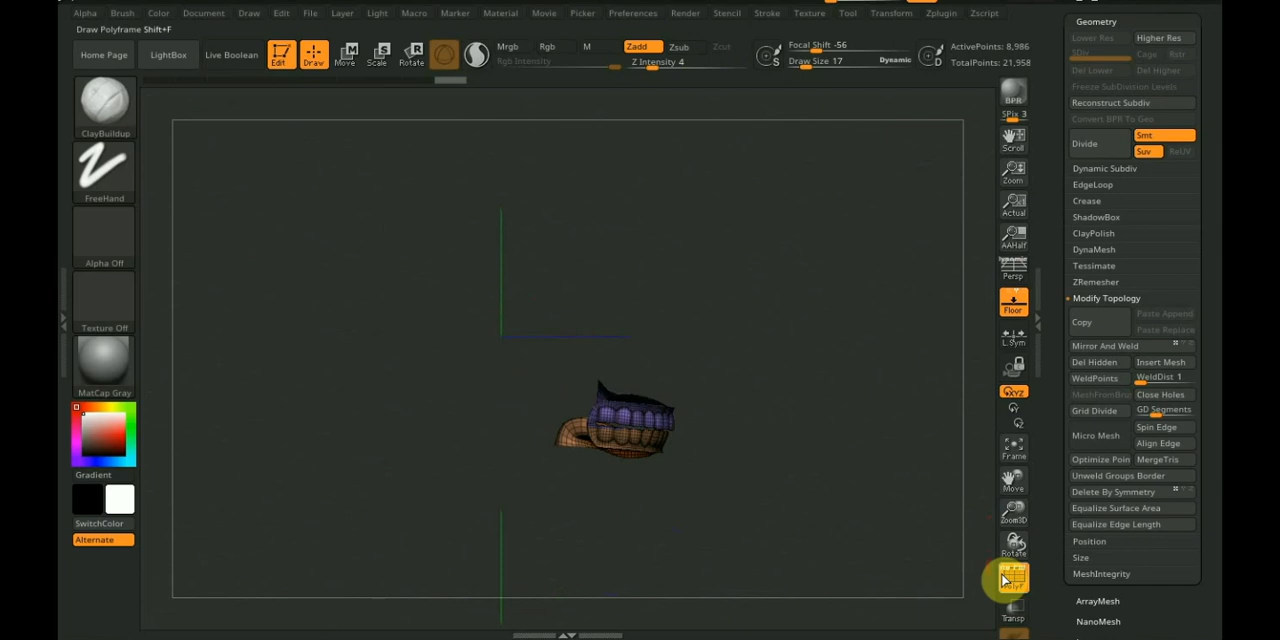 Alpha Brush Color Document Draw Edit File Layer Light Macro Marker Material Movie Picker Preferences Render Stencil Stroke Texture Tool Transform Zplugin Zscript
Draw Polyframe Shift+F
Home Page LightBox Live Boolean Edit Draw Move Scale Rotate
Mrgb Rgb M Zadd Zsub Zcut
Rgb Intensity Z Intensity 4
Focal Shift -56
Draw Size 17 Dynamic
ActivePoints: 8,986
TotalPoints: 21,958
S
D
ClayBuildup
FreeHand
Alpha Off
Texture Off
MatCap Gray
Gradient
SwitchColor
Alternate
BPR
SPix 3
Scroll
Zoom
Actual
AAHalf
Dynamic
Persp
Floor
L.Sym
XYZ
Y
Z
Frame
Move
Zoom3D
Rotate
PolyF
Transp
Geometry
Lower Res Higher Res
SDiv Cage Rstr
Del Lower Del Higher
Freeze SubDivision Levels
Reconstruct Subdiv
Convert BPR To Geo
Divide Smt
Suv ReUV
Dynamic Subdiv
EdgeLoop
Crease
ShadowBox
ClayPolish
DynaMesh
Tessimate
ZRemesher
Modify Topology
Copy Paste Append
Paste Replace
Mirror And Weld
Del Hidden Insert Mesh
WeldPoints WeldDist 1
MeshFromBru Close Holes
Grid Divide GD Segments
Micro Mesh Spin Edge
Align Edge
Optimize Poin MergeTris
Unweld Groups Border
Delete By Symmetry
Equalize Surface Area
Equalize Edge Length
Position
Size
MeshIntegrity
ArrayMesh
NanoMesh